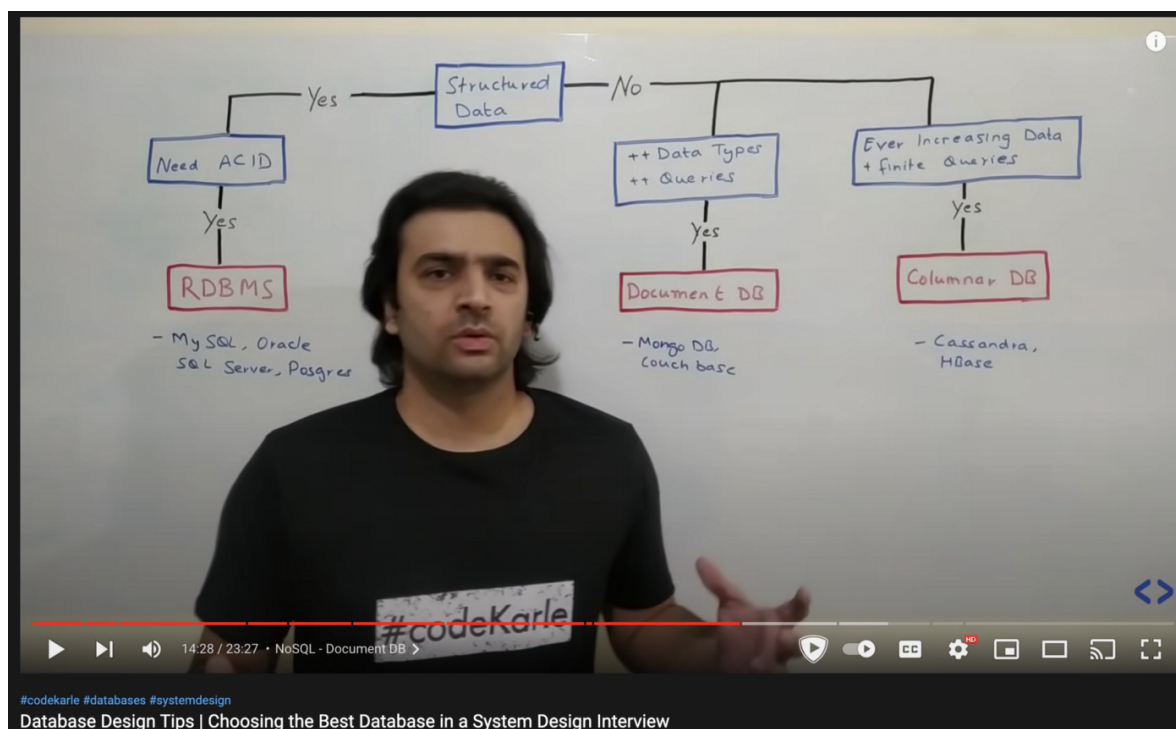 Structured
Data
Yes
No
Need ACID
++ Data Types
++ Queries
Ever Increasing Data
+ finite Queries
Yes
Yes
Yes
RDBMS
Document DB
Columnar DB
- My SQL, Oracle
SQL Server, Posgres
- Mongo DB,
Couch base
- Cassandra,
HBase
#codeKarle
<>
14:28 / 23:27 • NoSQL - Document DB >
CC
HD
#codekarle #databases #systemdesign
Database Design Tips | Choosing the Best Database in a System Design Interview